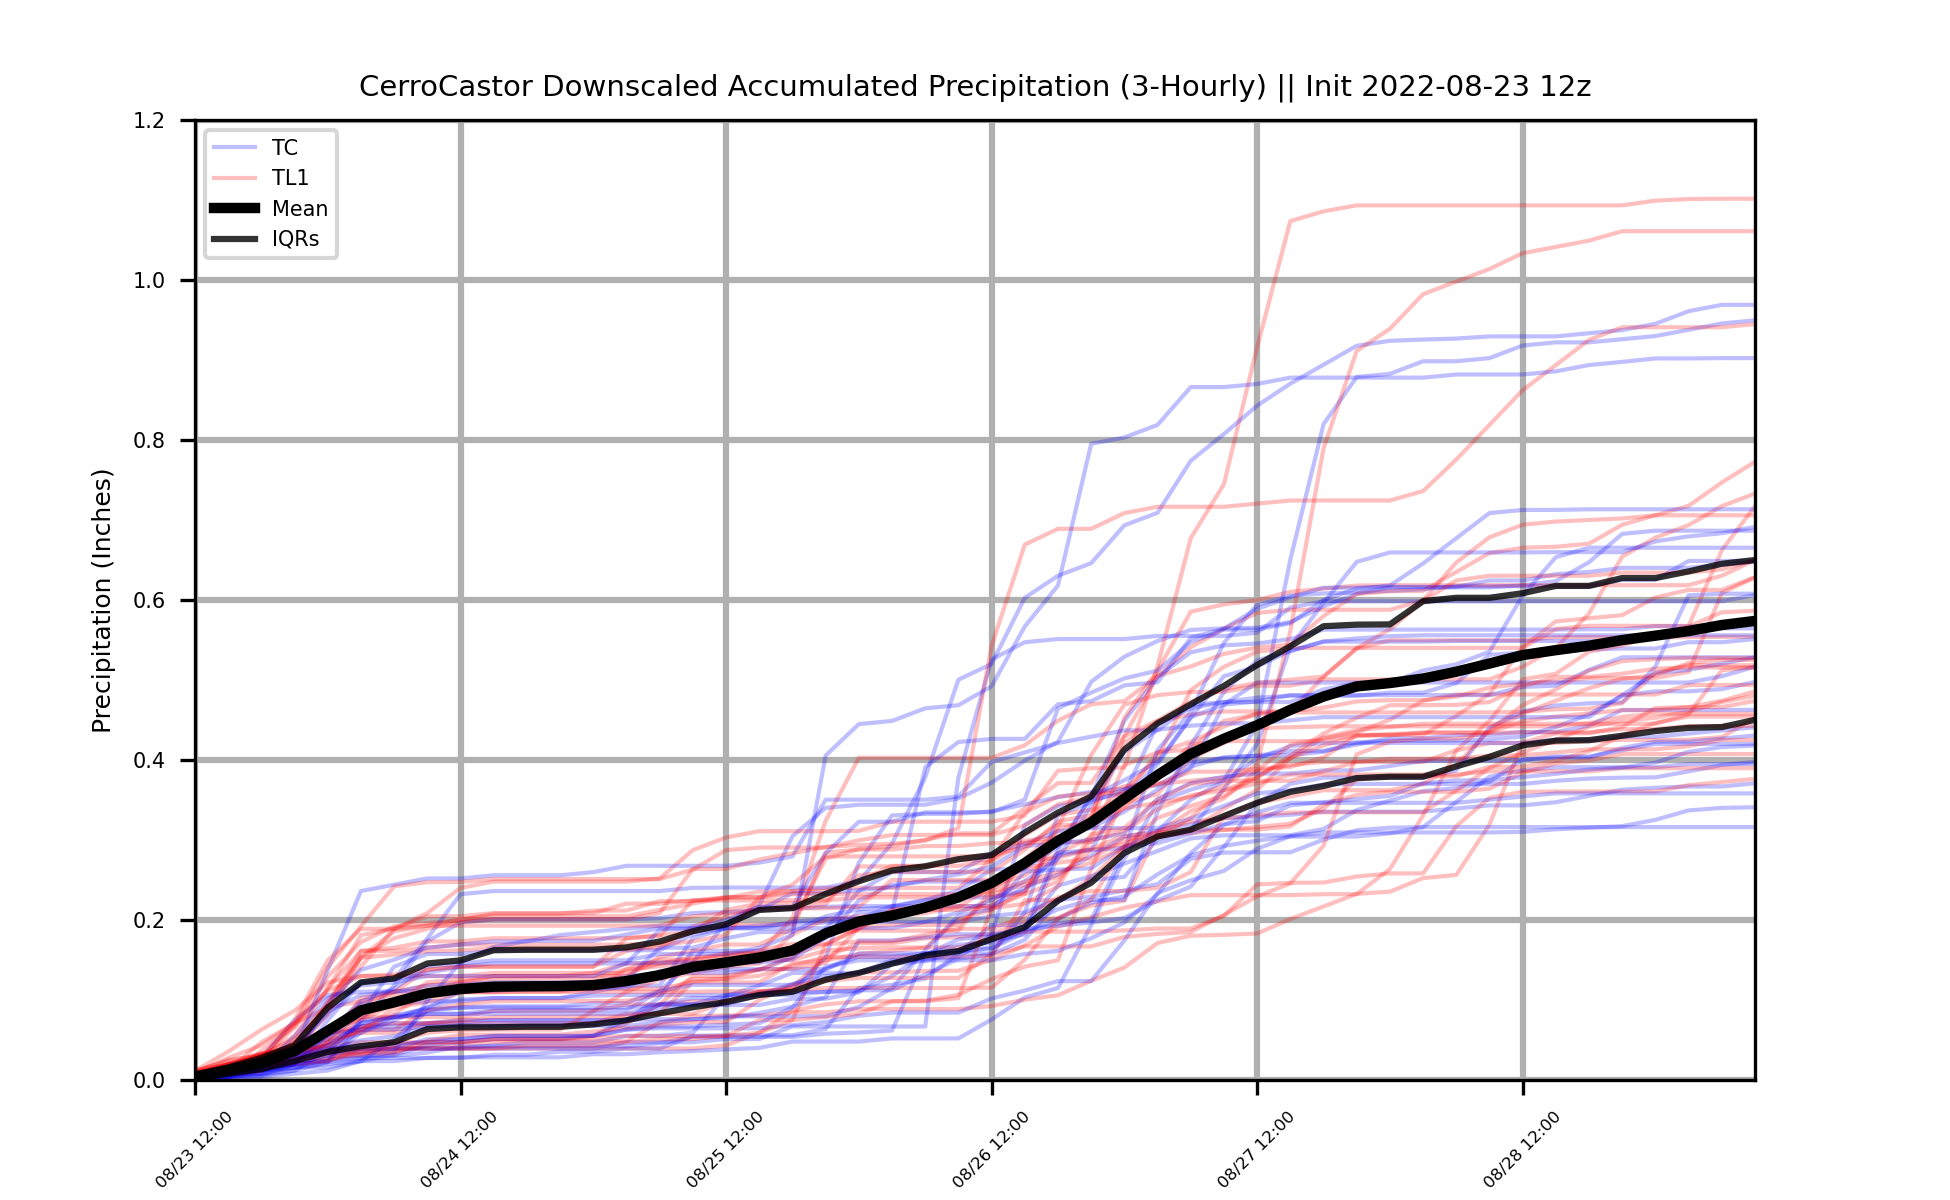 CerroCastor Downscaled Accumulated Precipitation (3-Hourly) || Init 2022-08-23 12z
TC
TL1
Mean
IQRs
Precipitation (Inches)
1.2
1.0
0.8
0.6
0.4
0.2
0.0
08/23 12:00
08/24 12:00
08/25 12:00
08/26 12:00
08/27 12:00
08/28 12:00